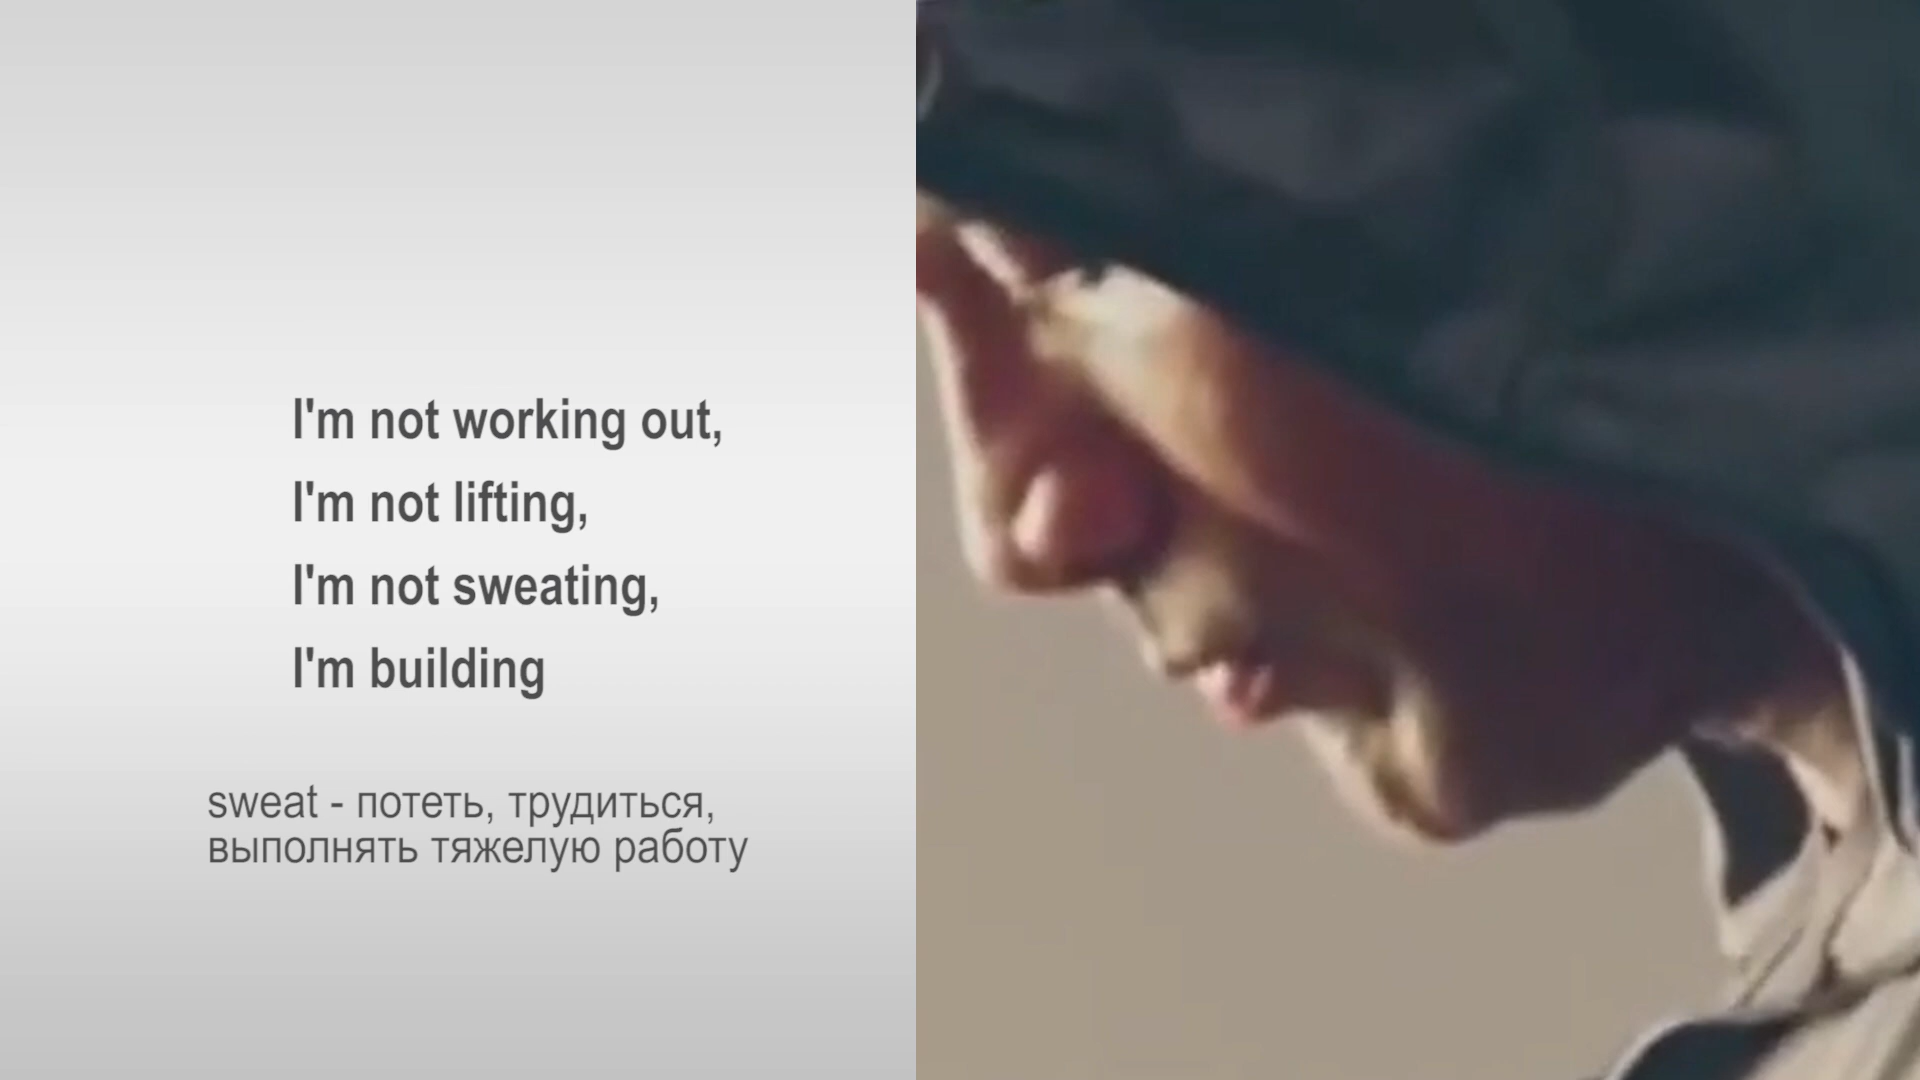 I'm not working out,
I'm not lifting,
I'm not sweating,
I'm building
sweat - потеть, трудиться,
выполнять тяжелую работу